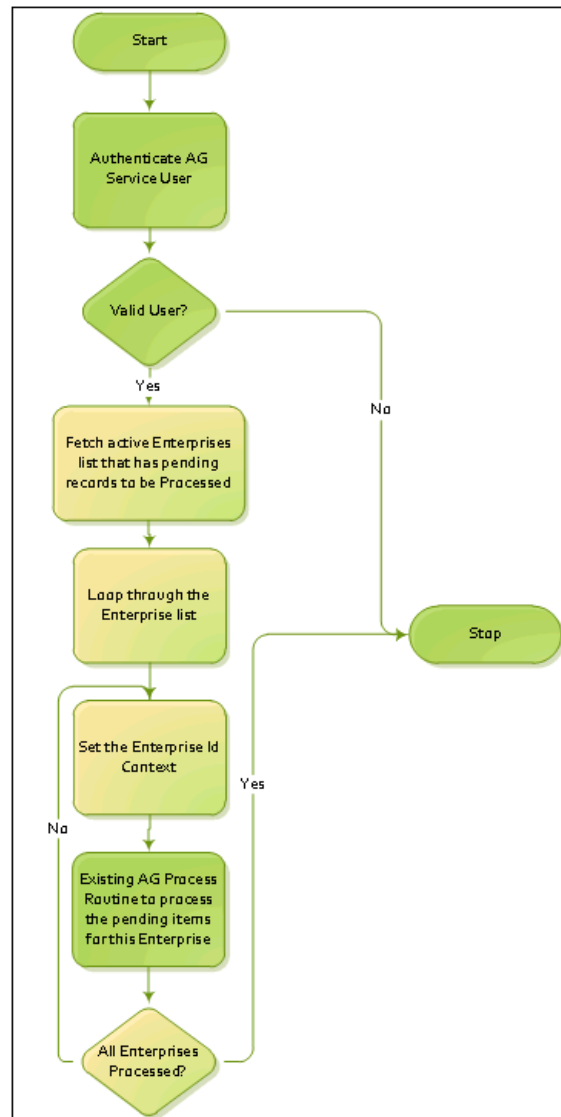 Start
Authenticate AG
Service User
Valid User?
Yes
No
Fetch active Enterprises
list that has pending
records to be Processed
Loop through the
Enterprise list
Stop
Set the Enterprise Id
Context
Yes
No
Existing AG Process
Routine to process
the pending items
for this Enterprise
All Enterprises
Processed?